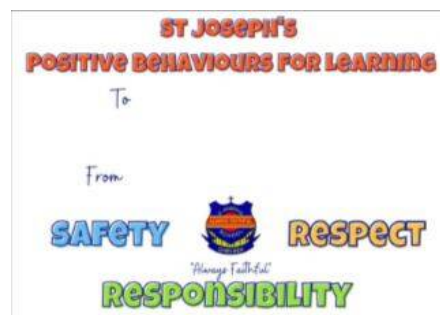 ST JOSEPH'S
POSITIVE BEHAVIOURS FOR LEARNING
To
From
SAFETY
RESPECT
"Always Faithful"
RESPONSIBILITY